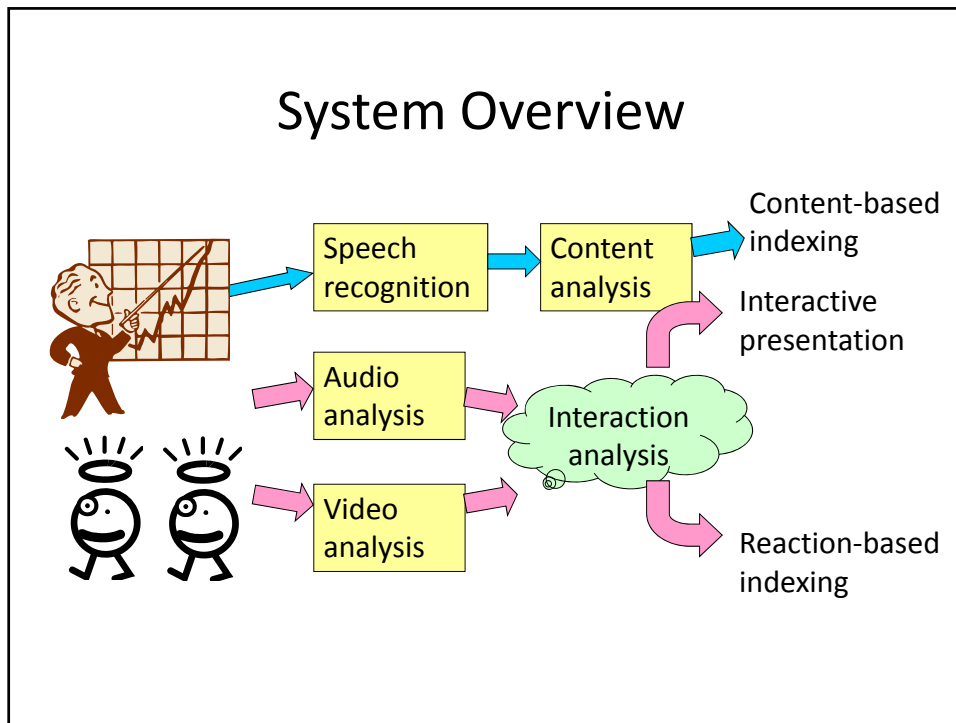 System Overview
Speech
recognition
Content
analysis
Content-based
indexing
Interactive
presentation
Audio
analysis
Interaction
analysis
Video
analysis
Reaction-based
indexing